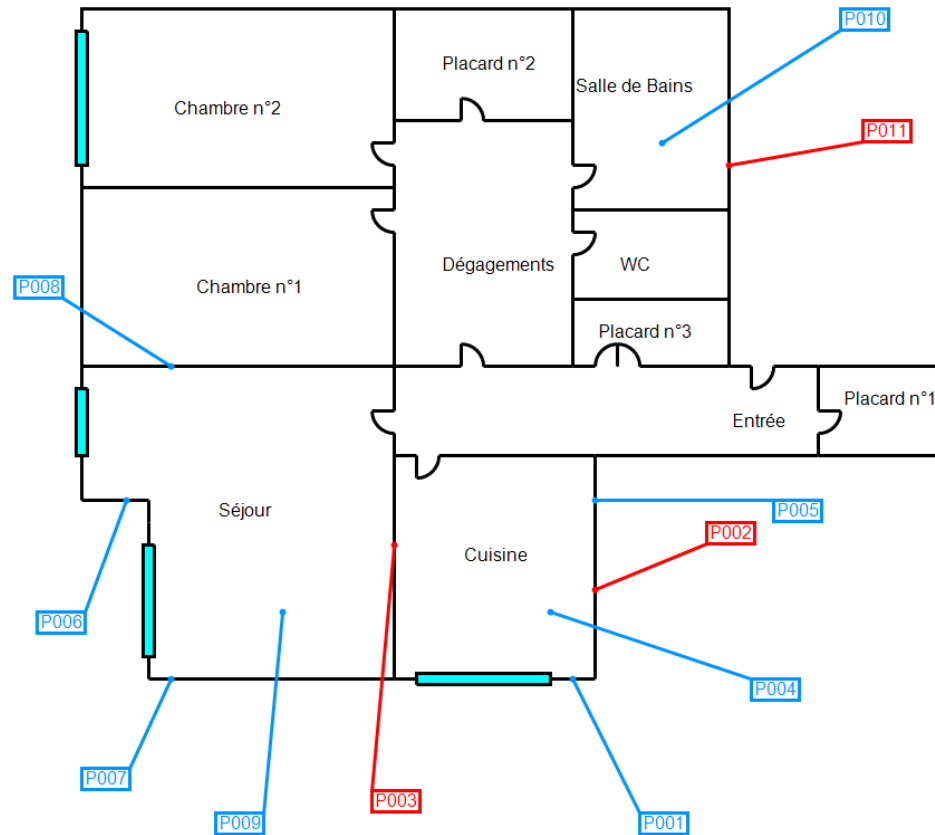 P010
Placard n°2
Salle de Bains
Chambre n°2
P011
Dégagements
WC
P008
Chambre n°1
Placard n°3
Placard n°1
Entrée
Séjour
P005
P002
Cuisine
P006
P004
P007
P003
P009
P001